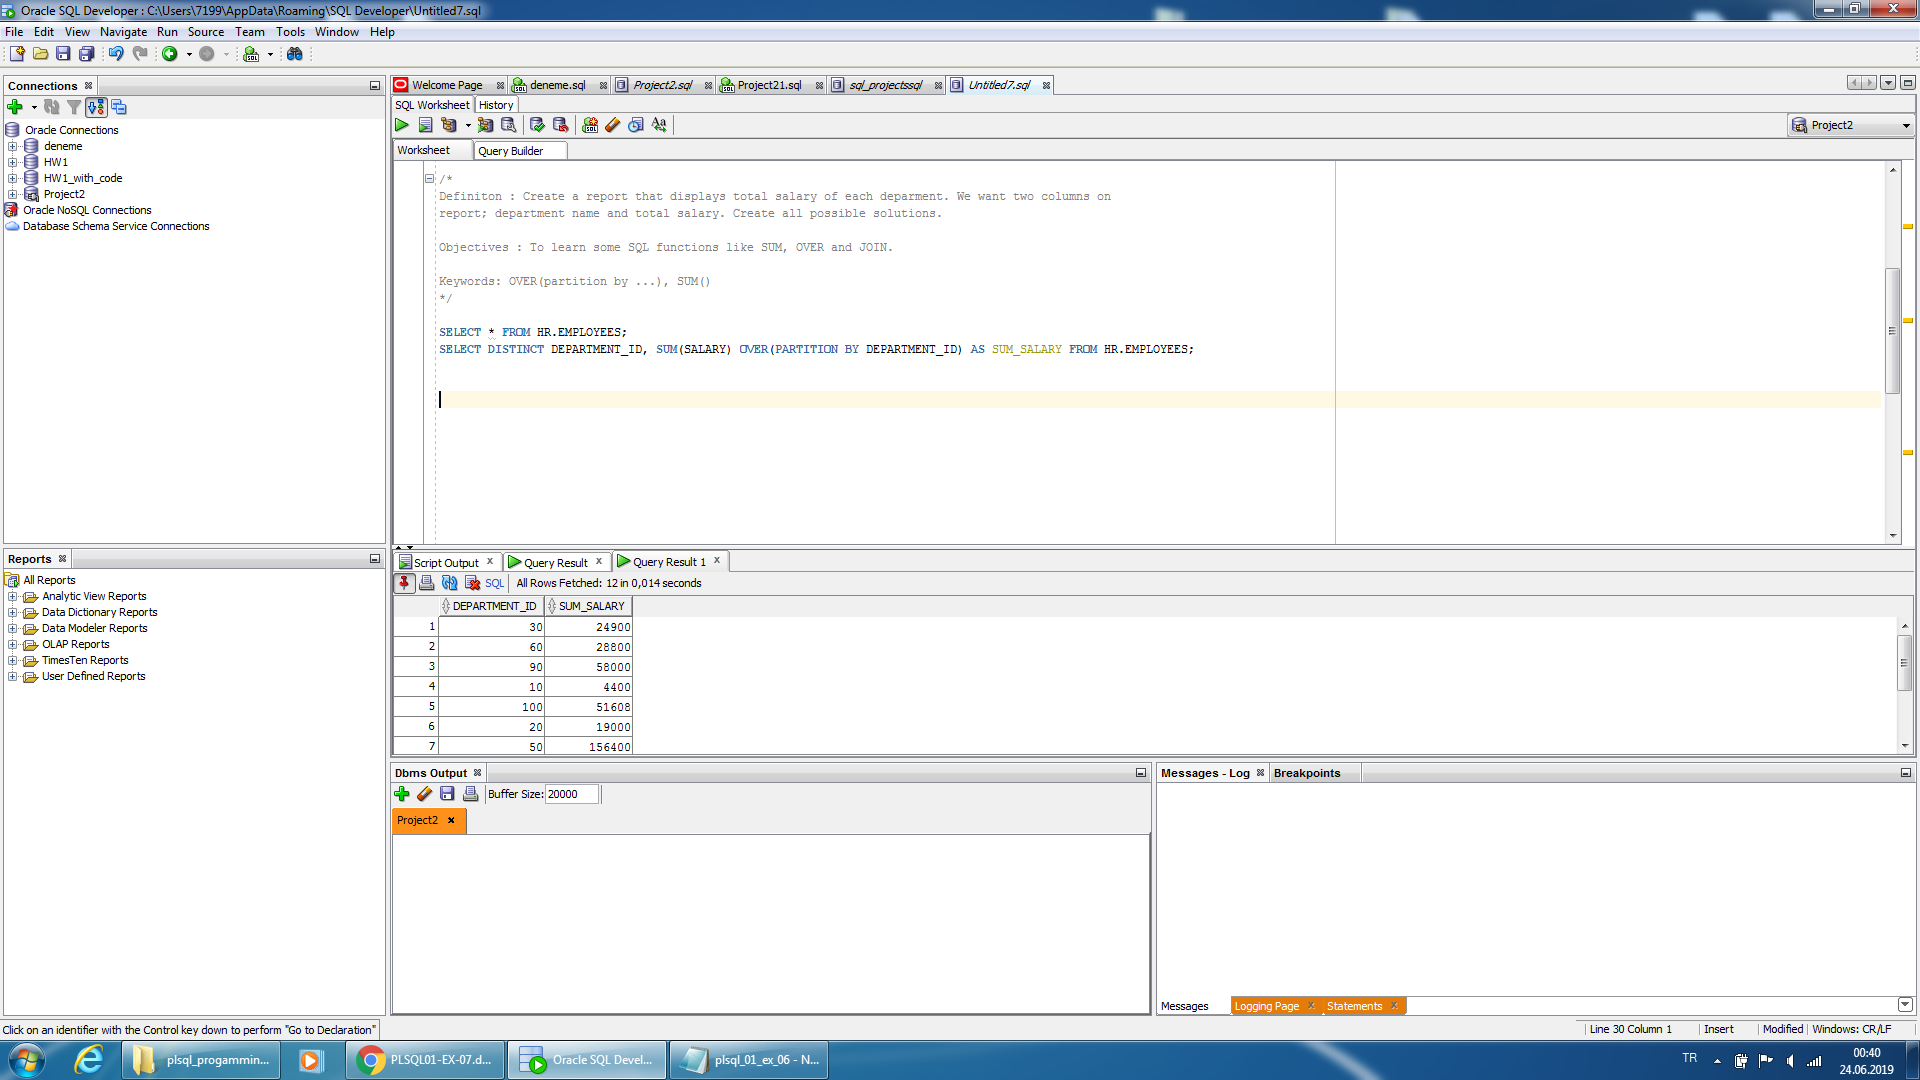 Oracle SQL Developer : C:\Users\7199\AppData\Roaming\SQL Developer\Untitled7.sql
File Edit View Navigate Run Source Team Tools Window Help
Connections
Oracle Connections
deneme
HW1
HW1_with_code
Project2
Oracle NoSQL Connections
Database Schema Service Connections
Reports
All Reports
Analytic View Reports
Data Dictionary Reports
Data Modeler Reports
OLAP Reports
TimesTen Reports
User Defined Reports
Welcome Page deneme.sql Project2.sql Project21.sql sql_projectssql Untitled7.sql
SQL Worksheet History
Project2
Worksheet Query Builder
/*
Definiton : Create a report that displays total salary of each deparment. We want two columns on
report; department name and total salary. Create all possible solutions.
Objectives : To learn some SQL functions like SUM, OVER and JOIN.
Keywords: OVER(partition by ...), SUM()
*/
SELECT * FROM HR.EMPLOYEES;
SELECT DISTINCT DEPARTMENT_ID, SUM(SALARY) OVER(PARTITION BY DEPARTMENT_ID) AS SUM_SALARY FROM HR.EMPLOYEES;
Script Output x Query Result x Query Result 1 x
SQL All Rows Fetched: 12 in 0,014 seconds
DEPARTMENT_ID SUM_SALARY
1 30 24900
2 60 28800
3 90 58000
4 10 4400
5 100 51608
6 20 19000
7 50 156400
Dbms Output
Buffer Size: 20000
Project2
Messages - Log Breakpoints
Messages Logging Page Statements
Click on an identifier with the Control key down to perform "Go to Declaration"
Line 30 Column 1 Insert Modified Windows: CR/LF
plsql_progammin... PLSQL01-EX-07.d... Oracle SQL Devel... plsql_01_ex_06 - N...
TR
00:40
24.06.2019